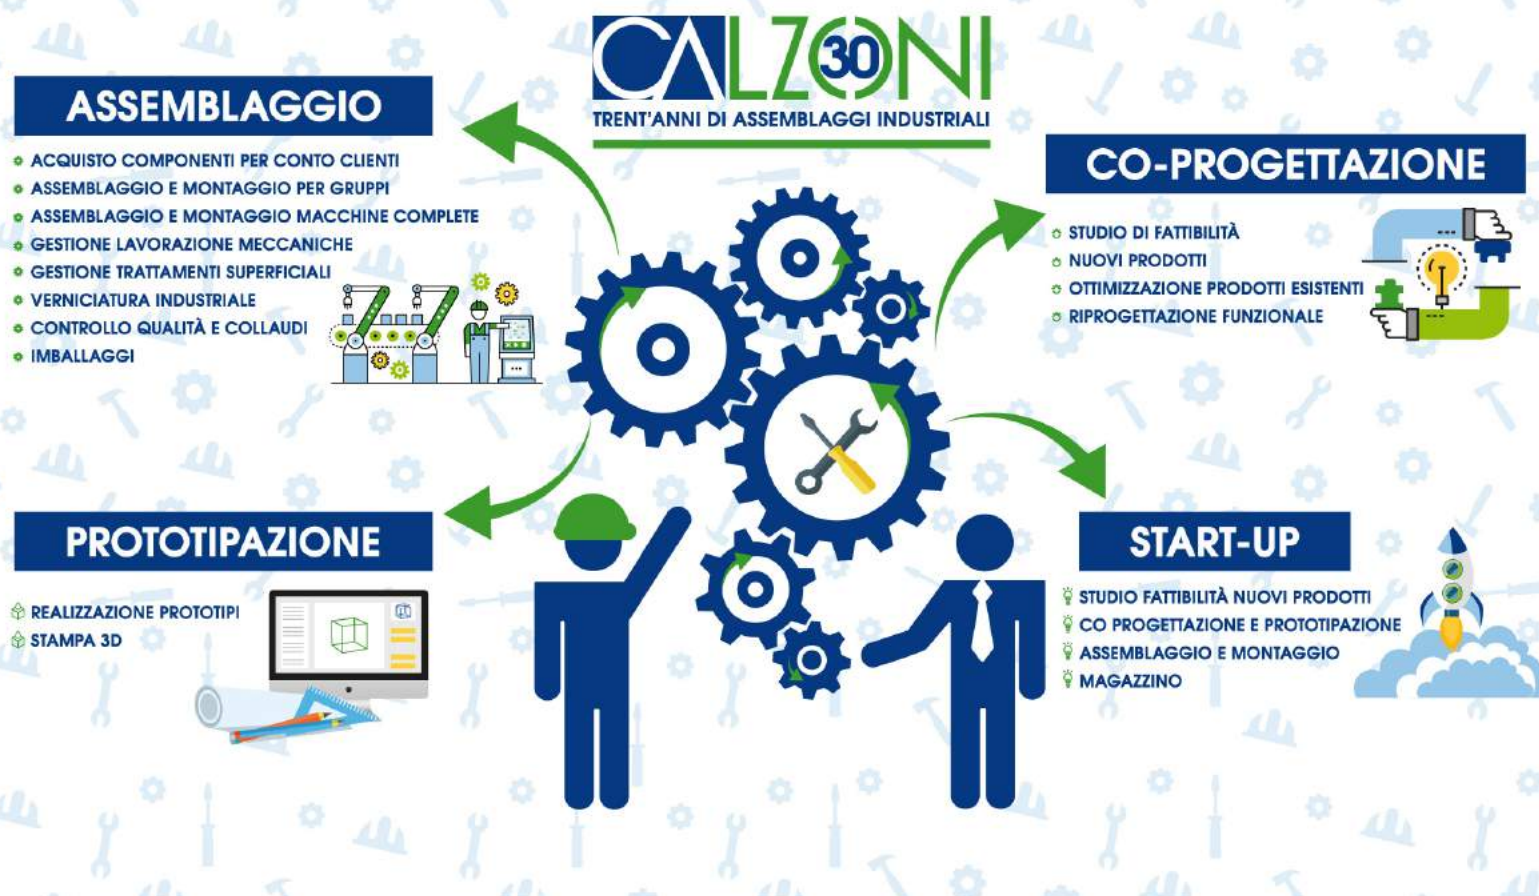 CALZONI
30
TRENT'ANNI DI ASSEMBLAGGI INDUSTRIALI
ASSEMBLAGGIO
ACQUISTO COMPONENTI PER CONTO CLIENTI
ASSEMBLAGGIO E MONTAGGIO PER GRUPPI
ASSEMBLAGGIO E MONTAGGIO MACCHINE COMPLETE
GESTIONE LAVORAZIONE MECCANICHE
GESTIONE TRATTAMENTI SUPERFICIALI
VERNICIATURA INDUSTRIALE
CONTROLLO QUALITÀ E COLLAUDI
IMBALLAGGI
CO-PROGETTAZIONE
STUDIO DI FATTIBILITÀ
NUOVI PRODOTTI
OTTIMIZZAZIONE PRODOTTI ESISTENTI
RIPROGETTAZIONE FUNZIONALE
PROTOTIPAZIONE
REALIZZAZIONE PROTOTIPI
STAMPA 3D
START-UP
STUDIO FATTIBILITÀ NUOVI PRODOTTI
CO PROGETTAZIONE E PROTOTIPAZIONE
ASSEMBLAGGIO E MONTAGGIO
MAGAZZINO